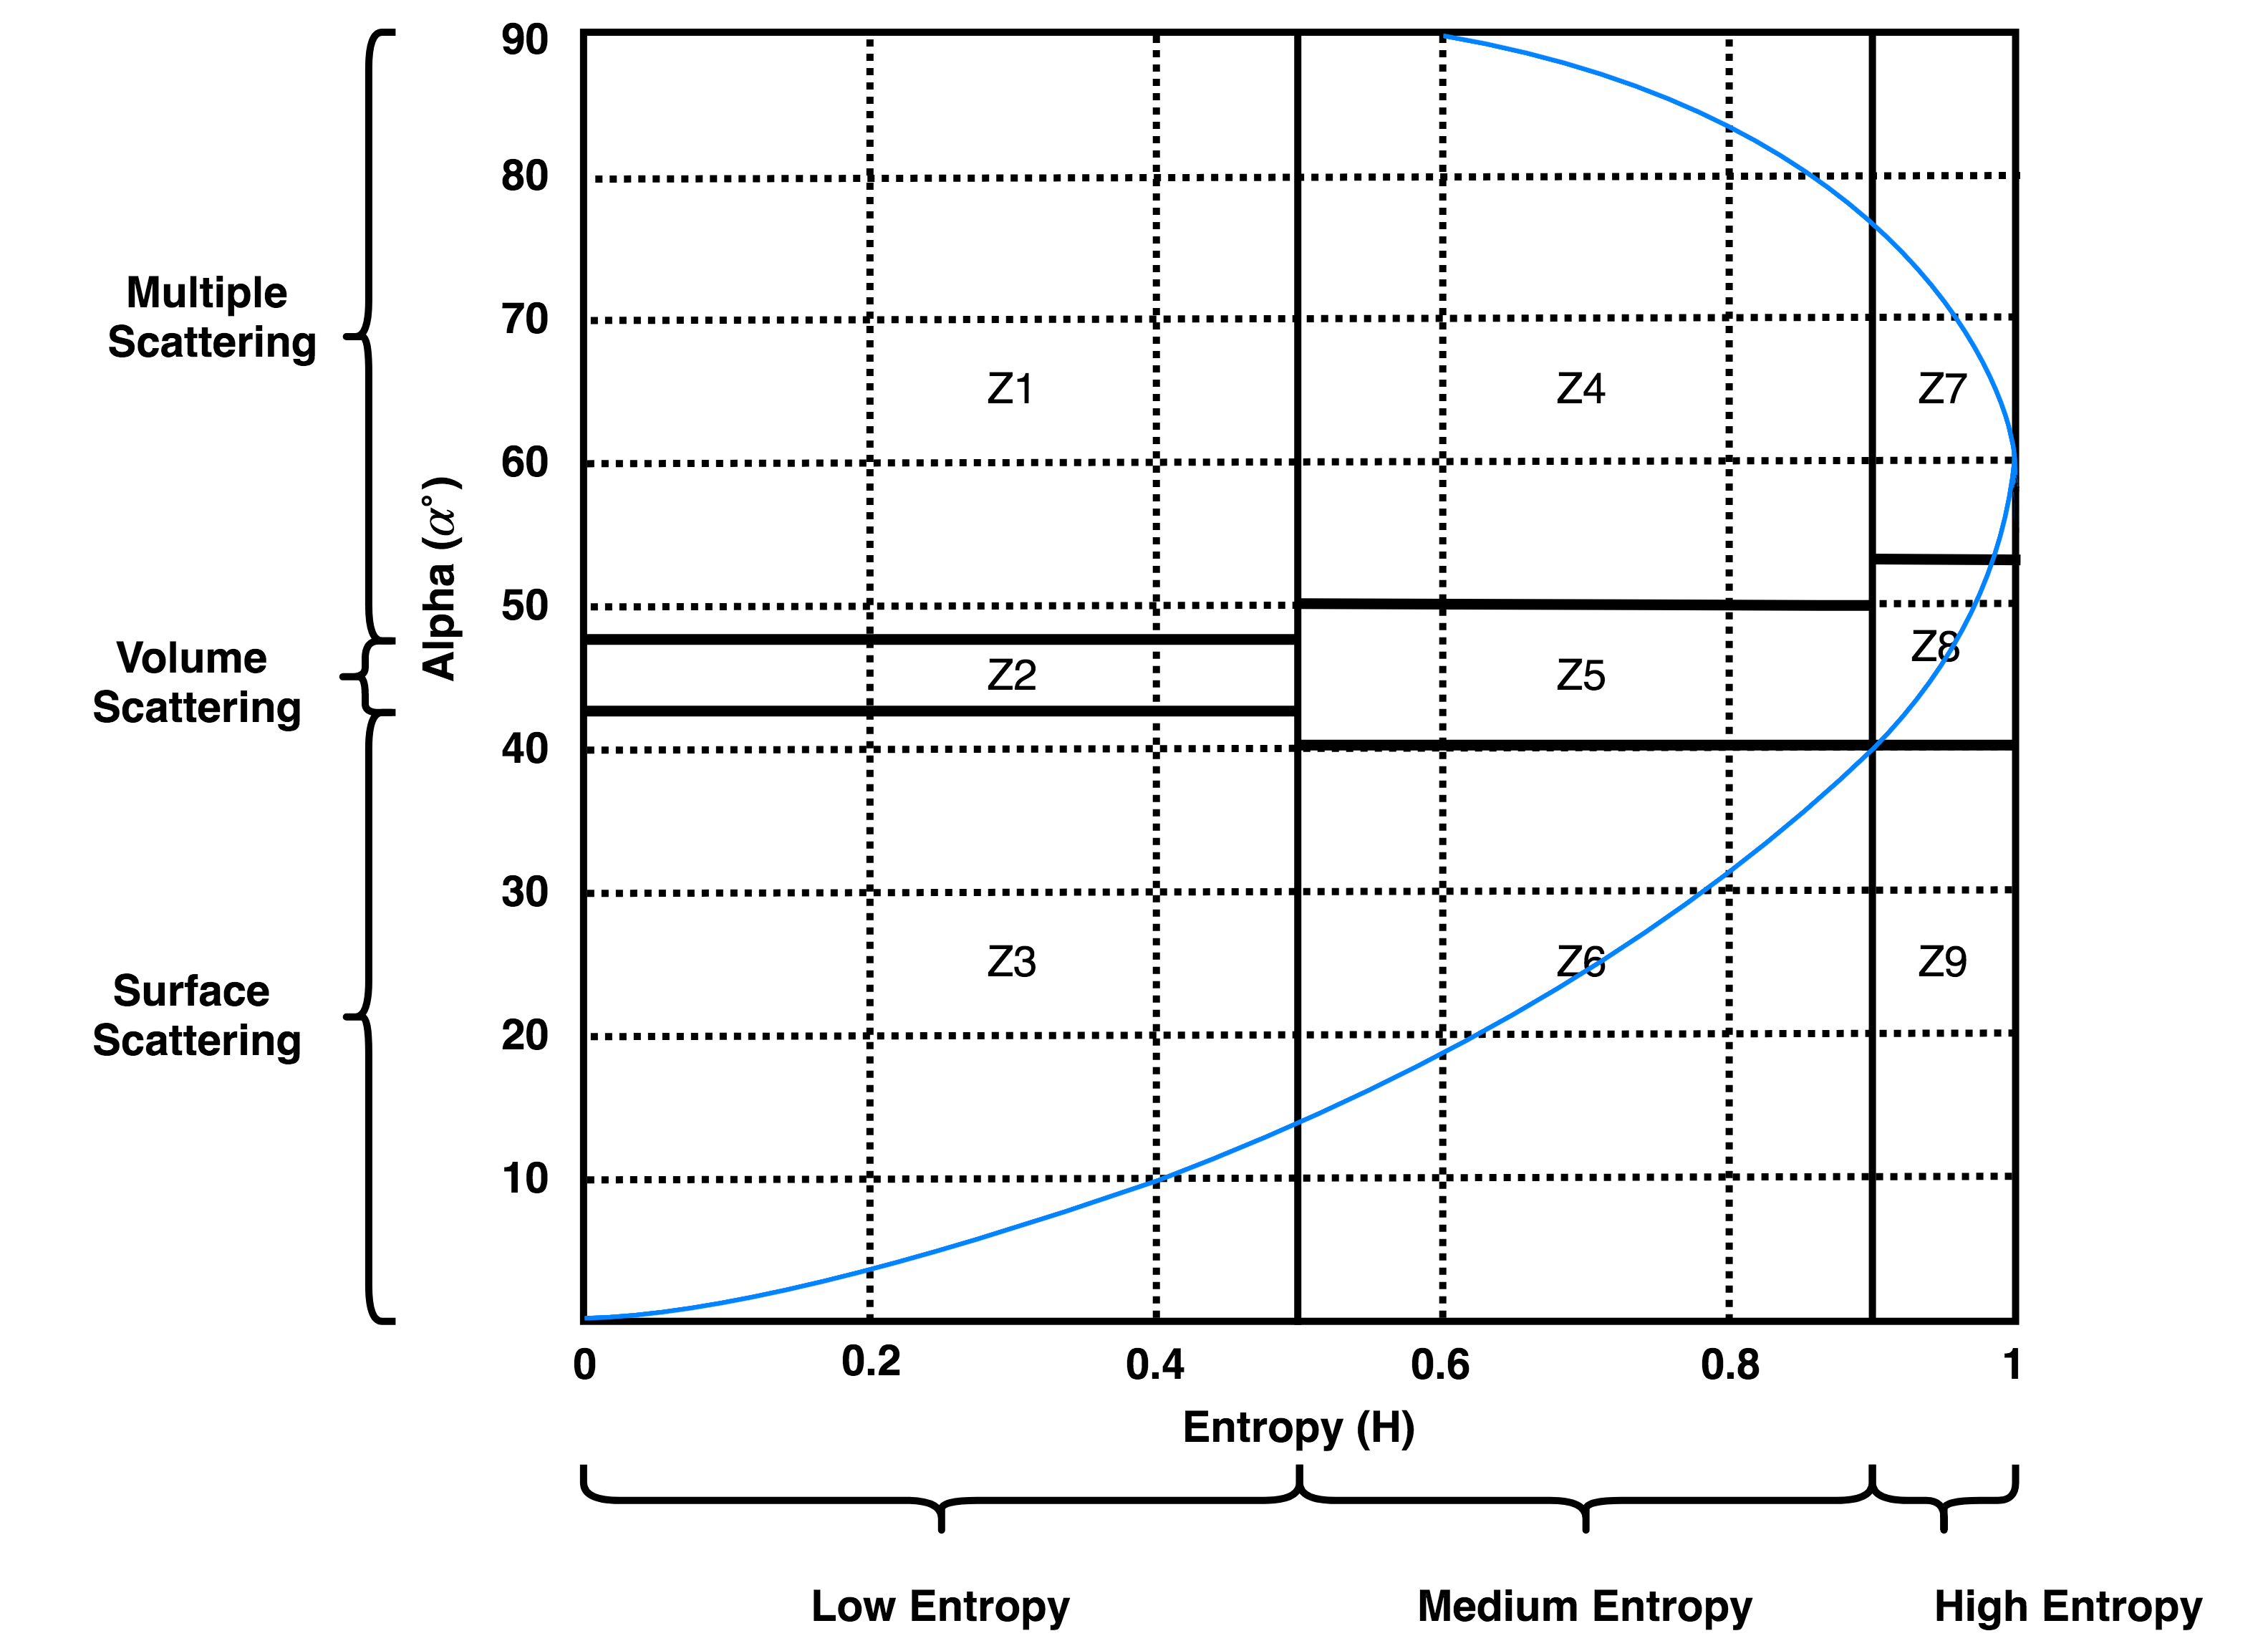 90
80
70
60
50
40
30
20
10
Multiple
Scattering
Volume
Scattering
Surface
Scattering
Alpha (α°)
Z1
Z4
Z7
Z2
Z5
Z8
Z3
Z6
Z9
0
0.2
0.4
0.6
0.8
1
Entropy (H)
Low Entropy
Medium Entropy
High Entropy